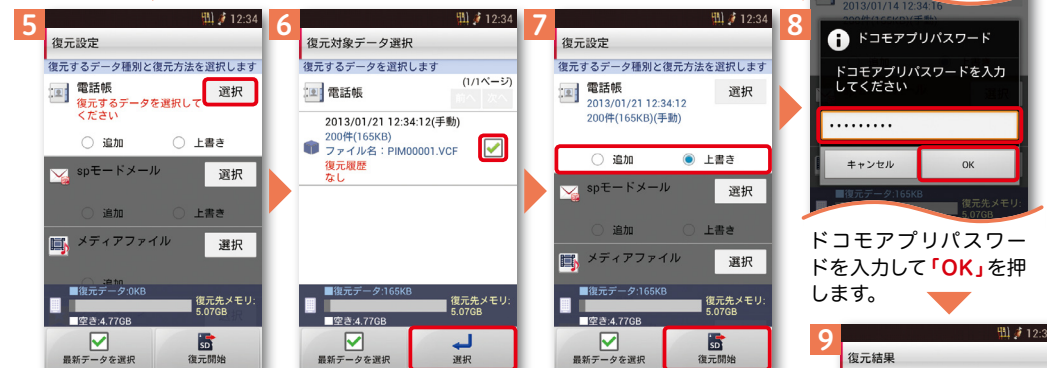 5
12:34
復元設定
復元するデータ種別と復元方法を選択します
電話帳
復元するデータを選択して
ください
選択
追加
上書き
spモードメール
選択
追加
上書き
メディアファイル
選択
追加
■復元データ:0KB
復元先メモリ:
5.07GB
■空き:4.77GB
最新データを選択
復元開始
6
12:34
復元対象データ選択
復元するデータを選択します
(1/1ページ)
電話帳
前へ 次へ
2013/01/21 12:34:12(手動)
200件(165KB)
ファイル名：PIM00001.VCF
復元履歴
なし
■復元データ:165KB
復元先メモリ:
5.07GB
■空き:4.77GB
最新データを選択
選択
7
12:34
復元設定
復元するデータ種別と復元方法を選択します
電話帳
2013/01/21 12:34:12
200件(165KB)(手動)
選択
追加
上書き
spモードメール
選択
追加
上書き
メディアファイル
選択
■復元データ:165KB
復元先メモリ:
5.07GB
■空き:4.77GB
最新データを選択
復元開始
8
2013/01/14 12:34:16
ドコモアプリパスワード
ドコモアプリパスワードを入力
してください
•••••••••
キャンセル
OK
■復元データ:165KB
復元先メモリ:
5.07GB
ドコモアプリパスワー
ドを入力して「OK」を押
します。
9
12:3
復元結果